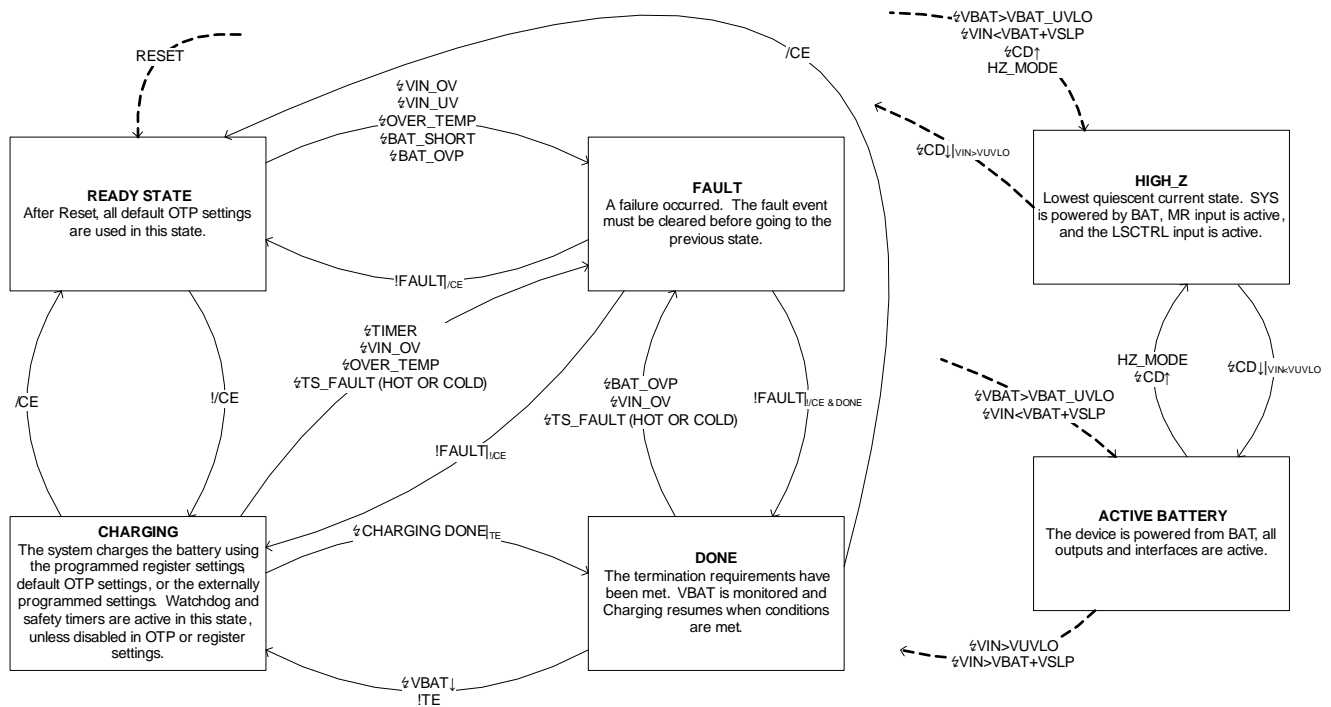 RESET
/CE
↯VIN_OV
↯VIN_UV
↯OVER_TEMP
↯BAT_SHORT
↯BAT_OVP
↯VBAT>VBAT_UVLO
↯VIN<VBAT+VSLP
↯CD↑
HZ_MODE
↯CD↓|VIN>VUVLO
READY STATE
After Reset, all default OTP settings
are used in this state.
FAULT
A failure occurred. The fault event
must be cleared before going to the
previous state.
HIGH_Z
Lowest quiescent current state. SYS
is powered by BAT, MR input is active,
and the LSCTRL input is active.
!FAULT|/CE
↯TIMER
↯VIN_OV
↯OVER_TEMP
↯TS_FAULT (HOT OR COLD)
/CE
!/CE
↯BAT_OVP
↯VIN_OV
↯TS_FAULT (HOT OR COLD)
!FAULT|!/CE & DONE
!FAULT|!/CE
HZ_MODE
↯CD↑
↯CD↓|VIN<VUVLO
↯VBAT>VBAT_UVLO
↯VIN<VBAT+VSLP
CHARGING
The system charges the battery using
the programmed register settings,
default OTP settings, or the externally
programmed settings. Watchdog and
safety timers are active in this state,
unless disabled in OTP or register
settings.
↯CHARGING DONE|TE
DONE
The termination requirements have
been met. VBAT is monitored and
Charging resumes when conditions
are met.
ACTIVE BATTERY
The device is powered from BAT, all
outputs and interfaces are active.
↯VBAT↓
!TE
↯VIN>VUVLO
↯VIN>VBAT+VSLP